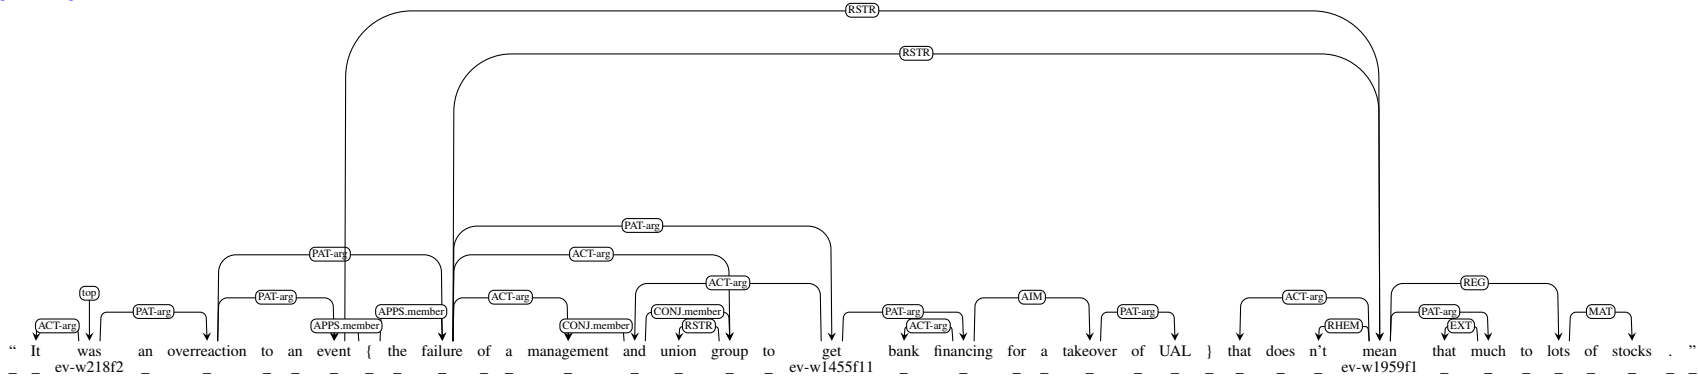 RSTR
RSTR
PAT-arg
PAT-arg ACT-arg
ACT-arg REG
top PAT-arg ACT-arg AIM ACT-arg
PAT-arg APPS.member CONJ.member PAT-arg PAT-arg PAT-arg MAT
ACT-arg APPS.member CONJ.member RSTR ACT-arg RHEM EXT
“ It was an overreaction to an event { the failure of a management and union group to get bank financing for a takeover of UAL } that does n't mean that much to lots of stocks . ”
_ _ ev-w218f2 _ _ _ _ _ _ _ _ _ _ _ _ _ _ _ ev-w1455f11 _ _ _ _ _ _ _ _ _ _ _ ev-w1959f1 _ _ _ _ _ _ _ _